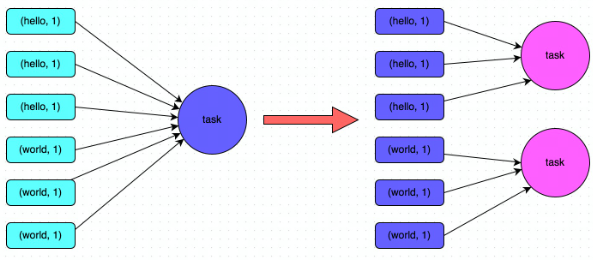 (hello, 1)
(hello, 1)
(hello, 1)
(world, 1)
(world, 1)
(world, 1)
task
(hello, 1)
(hello, 1)
(hello, 1)
(world, 1)
(world, 1)
(world, 1)
task
task